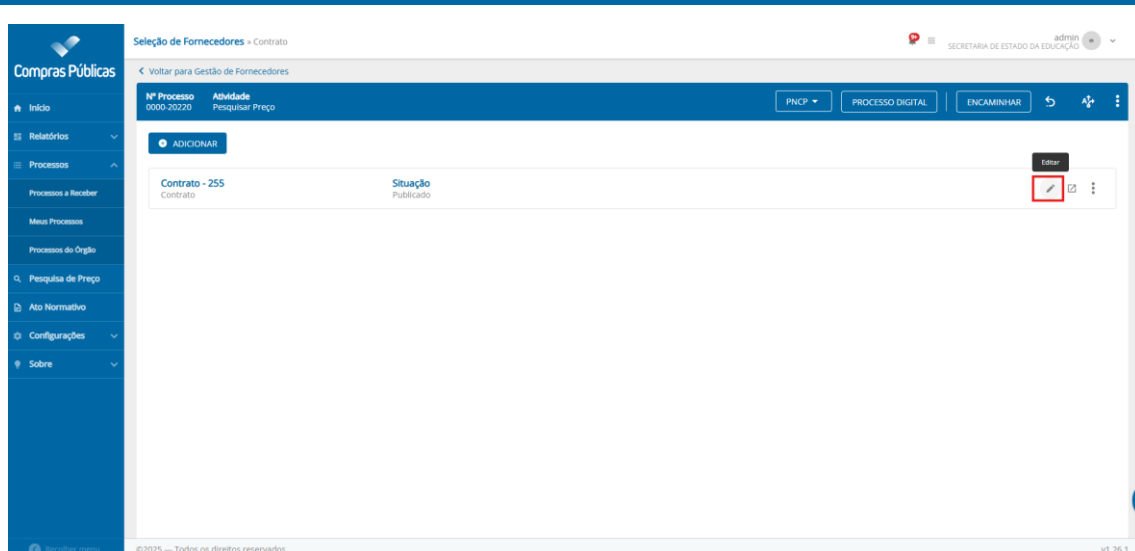 Compras Públicas
Início
Relatórios
Processos
Processos a Receber
Meus Processos
Processos do Órgão
Pesquisa de Preço
Ato Normativo
Configurações
Sobre
Recolher menu
Seleção de Fornecedores » Contrato
9+
admin
SECRETARIA DE ESTADO DA EDUCAÇÃO
a
Voltar para Gestão de Fornecedores
Nº Processo Atividade
0000-20220 Pesquisar Preço
PNCP PROCESSO DIGITAL ENCAMINHAR
ADICIONAR
Editar
Contrato - 255 Situação
Contrato Publicado
©2025 — Todos os direitos reservados
v1.26.1